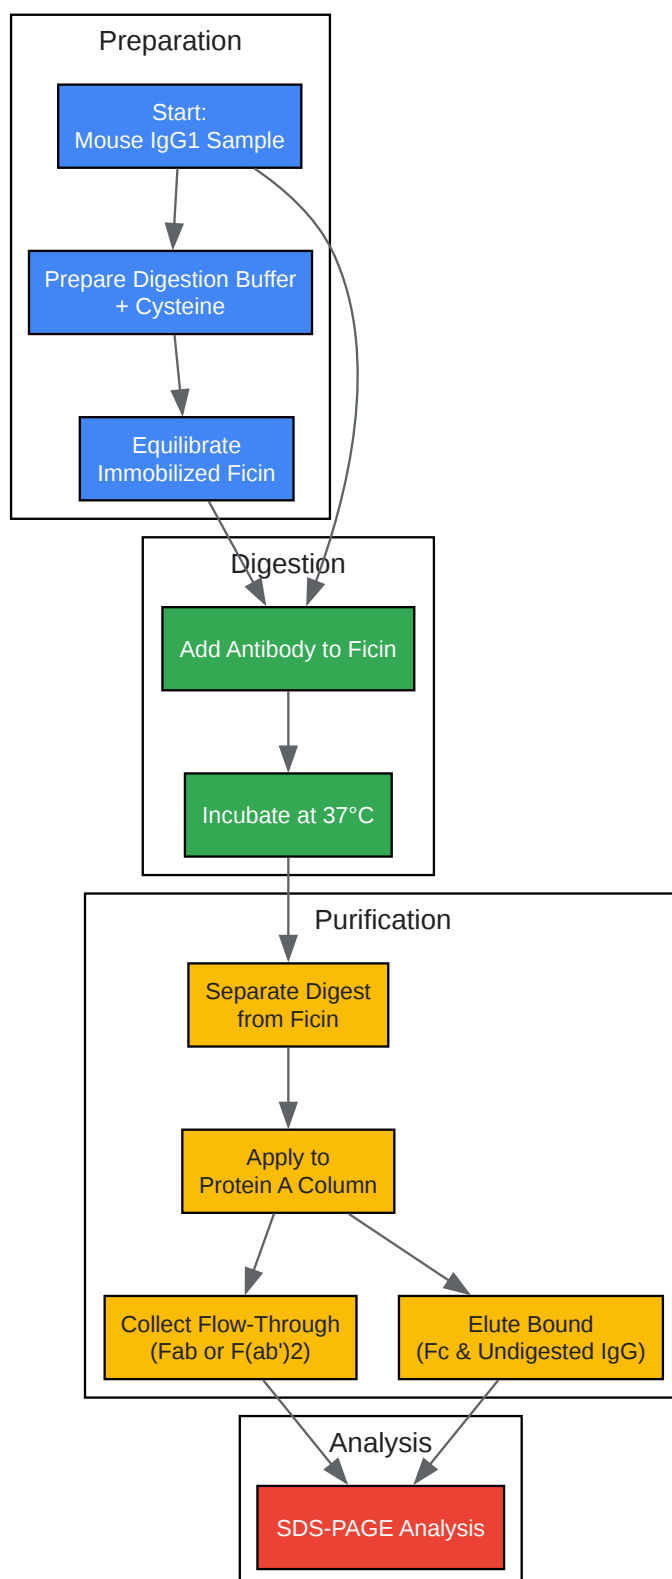 Preparation
Start:
Mouse IgG1 Sample
Prepare Digestion Buffer
+ Cysteine
Equilibrate
Immobilized Ficin
Digestion
Add Antibody to Ficin
Incubate at 37°C
Purification
Separate Digest
from Ficin
Apply to
Protein A Column
Collect Flow-Through
(Fab or F(ab')2)
Elute Bound
(Fc & Undigested IgG)
Analysis
SDS-PAGE Analysis